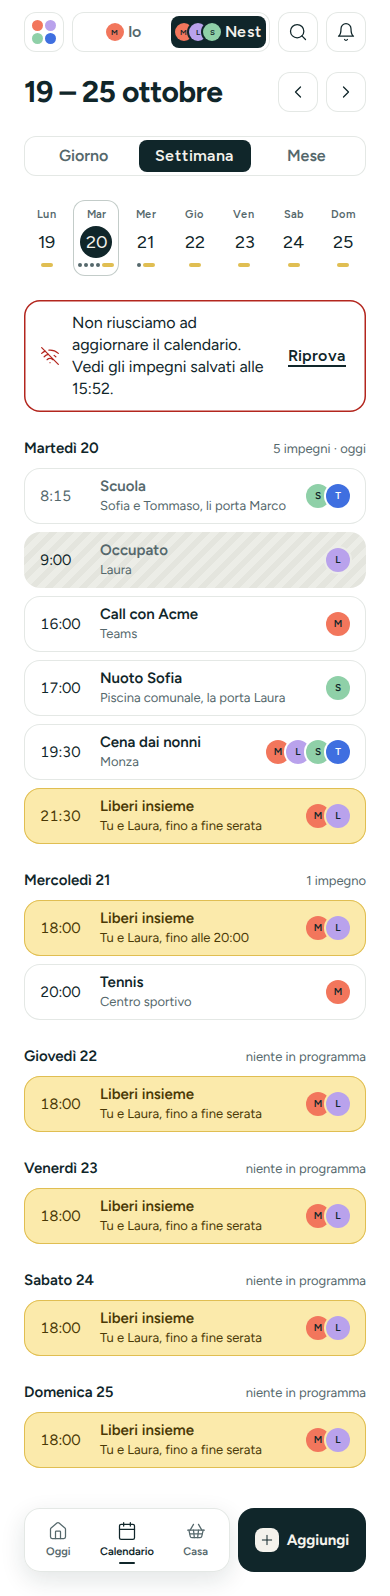 M Io M L S Nest
19 – 25 ottobre
Giorno Settimana Mese
Lun Mar Mer Gio Ven Sab Dom
19 20 21 22 23 24 25
Non riusciamo ad
aggiornare il calendario.
Vedi gli impegni salvati alle
15:52.
Riprova
Martedì 20 5 impegni · oggi
8:15 Scuola S T
Sofia e Tommaso, li porta Marco
9:00 Occupato L
Laura
16:00 Call con Acme M
Teams
17:00 Nuoto Sofia S
Piscina comunale, la porta Laura
19:30 Cena dai nonni M L S T
Monza
21:30 Liberi insieme M L
Tu e Laura, fino a fine serata
Mercoledì 21 1 impegno
18:00 Liberi insieme M L
Tu e Laura, fino alle 20:00
20:00 Tennis M
Centro sportivo
Giovedì 22 niente in programma
18:00 Liberi insieme M L
Tu e Laura, fino a fine serata
Venerdì 23 niente in programma
18:00 Liberi insieme M L
Tu e Laura, fino a fine serata
Sabato 24 niente in programma
18:00 Liberi insieme M L
Tu e Laura, fino a fine serata
Domenica 25 niente in programma
18:00 Liberi insieme M L
Tu e Laura, fino a fine serata
Oggi Calendario Casa Aggiungi